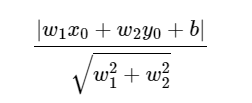 |w₁x₀ + w₂y₀ + b|
√(w₁² + w₂²)